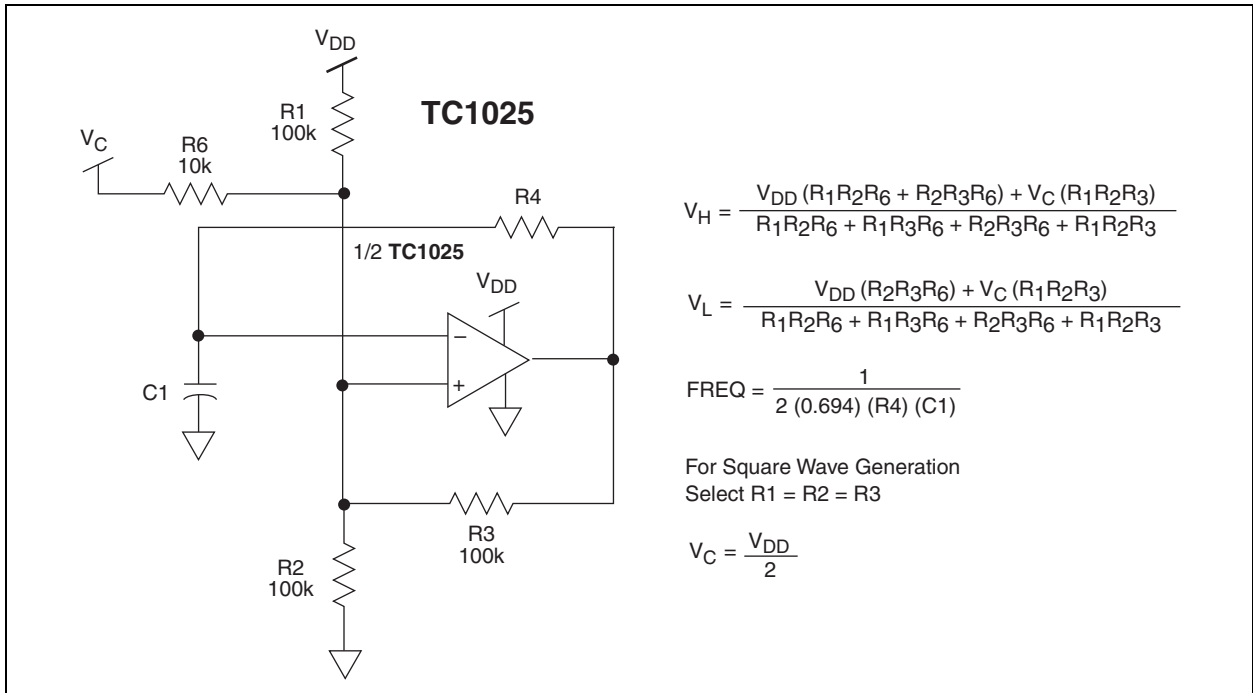 V_DD
R1
100k
TC1025
V_C
R6
10k
R4
1/2 TC1025
V_DD
−
+
C1
R3
100k
R2
100k
V_H = V_DD (R1R2R6 + R2R3R6) + V_C (R1R2R3)
R1R2R6 + R1R3R6 + R2R3R6 + R1R2R3
V_L = V_DD (R2R3R6) + V_C (R1R2R3)
R1R2R6 + R1R3R6 + R2R3R6 + R1R2R3
FREQ = 1
2 (0.694) (R4) (C1)
For Square Wave Generation
Select R1 = R2 = R3
V_C = V_DD
2